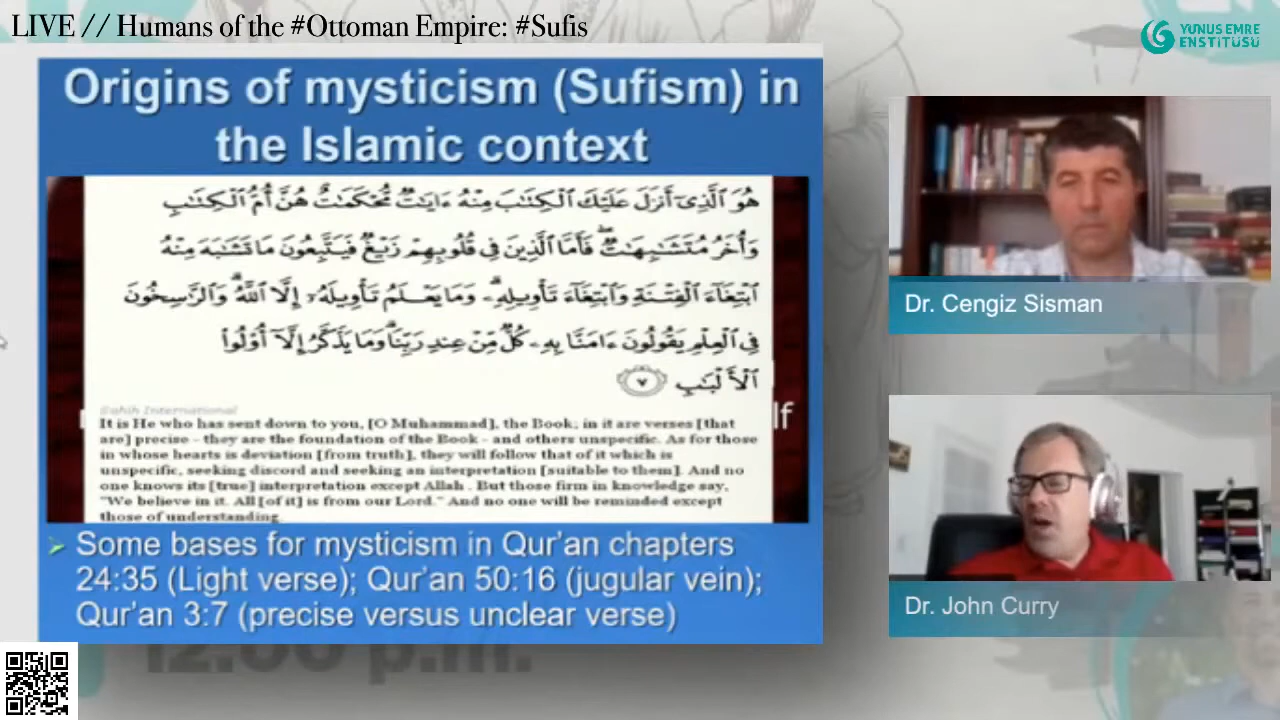 LIVE // Humans of the #Ottoman Empire: #Sufis
YUNUS EMRE
ENSTİTÜSÜ
Origins of mysticism (Sufism) in
the Islamic context
هُوَ ٱلَّذِىٓ أَنزَلَ عَلَيْكَ ٱلْكِتَـٰبَ مِنْهُ ءَايَـٰتٌ مُّحْكَمَـٰتٌ هُنَّ أُمُّ ٱلْكِتَـٰبِ
وَأُخَرُ مُتَشَـٰبِهَـٰتٌ ۖ فَأَمَّا ٱلَّذِينَ فِى قُلُوبِهِمْ زَيْغٌ فَيَتَّبِعُونَ مَا تَشَـٰبَهَ مِنْهُ
ٱبْتِغَآءَ ٱلْفِتْنَةِ وَٱبْتِغَآءَ تَأْوِيلِهِۦ ۗ وَمَا يَعْلَمُ تَأْوِيلَهُۥٓ إِلَّا ٱللَّهُ ۗ وَٱلرَّٰسِخُونَ
فِى ٱلْعِلْمِ يَقُولُونَ ءَامَنَّا بِهِۦ كُلٌّ مِّنْ عِندِ رَبِّنَا ۗ وَمَا يَذَّكَّرُ إِلَّآ أُو۟لُوا۟
ٱلْأَلْبَـٰبِ ٧
Sahih International
It is He who has sent down to you, [O Muhammad], the Book; in it are verses [that
are] precise - they are the foundation of the Book - and others unspecific. As for those
in whose hearts is deviation [from truth], they will follow that of it which is
unspecific, seeking discord and seeking an interpretation [suitable to them]. And no
one knows its [true] interpretation except Allah . But those firm in knowledge say,
"We believe in it. All [of it] is from our Lord." And no one will be reminded except
those of understanding.
lf
Some bases for mysticism in Qur'an chapters
24:35 (Light verse); Qur'an 50:16 (jugular vein);
Qur'an 3:7 (precise versus unclear verse)
12:00 p.m.
Dr. Cengiz Sisman
Dr. John Curry